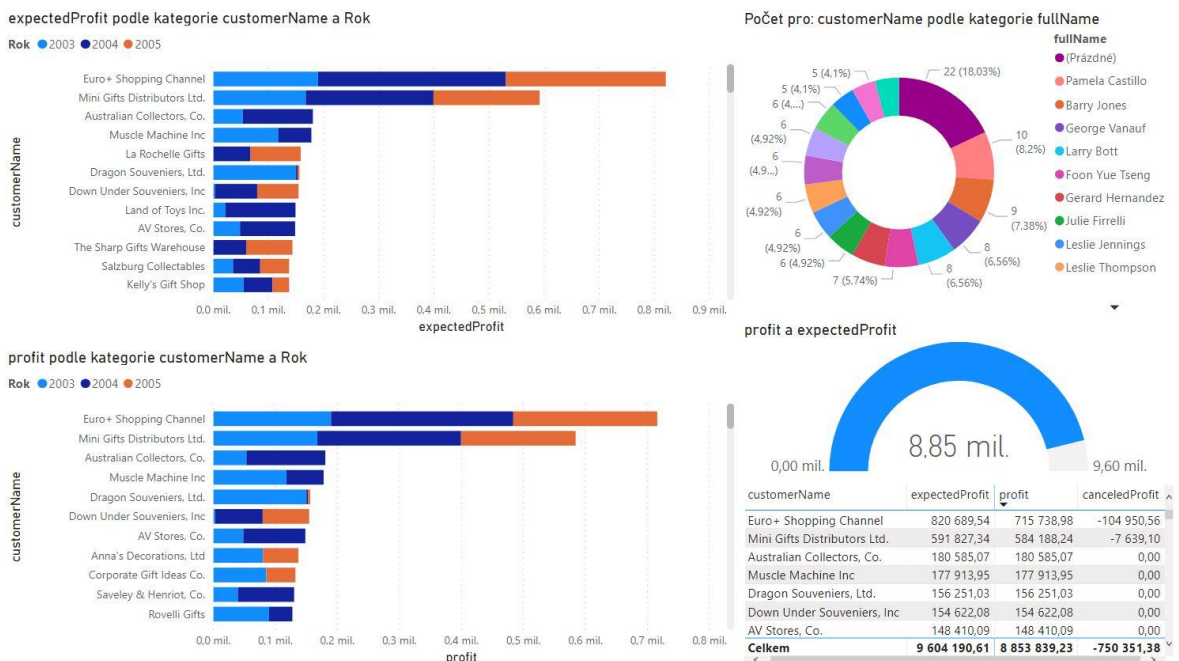 expectedProfit podle kategorie customerName a Rok
Rok 2003 2004 2005
customerName
Euro+ Shopping Channel
Mini Gifts Distributors Ltd.
Australian Collectors, Co.
Muscle Machine Inc
La Rochelle Gifts
Dragon Souveniers, Ltd.
Down Under Souveniers, Inc
Land of Toys Inc.
AV Stores, Co.
The Sharp Gifts Warehouse
Salzburg Collectables
Kelly's Gift Shop
0,0 mil. 0,1 mil. 0,2 mil. 0,3 mil. 0,4 mil. 0,5 mil. 0,6 mil. 0,7 mil. 0,8 mil. 0,9 mil.
expectedProfit
Počet pro: customerName podle kategorie fullName
22 (18.03%)
10
(8,2%)
9
(7,38%)
8
(6,56%)
8
(6,56%)
7 (5,74%)
6 (4,92%)
6
(4,92%)
6
(4,92%)
6
(4,9...)
6
(4,92%)
6 (4,...)
5 (4.1%)
5 (4.1%)
fullName
(Prázdné)
Pamela Castillo
Barry Jones
George Vanauf
Larry Bott
Foon Yue Tseng
Gerard Hernandez
Julie Firrelli
Leslie Jennings
Leslie Thompson
profit podle kategorie customerName a Rok
Rok 2003 2004 2005
customerName
Euro+ Shopping Channel
Mini Gifts Distributors Ltd.
Australian Collectors, Co.
Muscle Machine Inc
Dragon Souveniers, Ltd.
Down Under Souveniers, Inc
AV Stores, Co.
Anna's Decorations, Ltd
Corporate Gift Ideas Co.
Saveley & Henriot, Co.
Rovelli Gifts
0,0 mil. 0,1 mil. 0,2 mil. 0,3 mil. 0,4 mil. 0,5 mil. 0,6 mil. 0,7 mil. 0,8 mil.
profit
profit a expectedProfit
8,85 mil.
0,00 mil. 9,60 mil.
customerName expectedProfit profit canceledProfit
Euro+ Shopping Channel 820 689,54 715 738,98 -104 950,56
Mini Gifts Distributors Ltd. 591 827,34 584 188,24 -7 639,10
Australian Collectors, Co. 180 585,07 180 585,07 0,00
Muscle Machine Inc 177 913,95 177 913,95 0,00
Dragon Souveniers, Ltd. 156 251,03 156 251,03 0,00
Down Under Souveniers, Inc 154 622,08 154 622,08 0,00
AV Stores, Co. 148 410,09 148 410,09 0,00
Celkem 9 604 190,61 8 853 839,23 -750 351,38